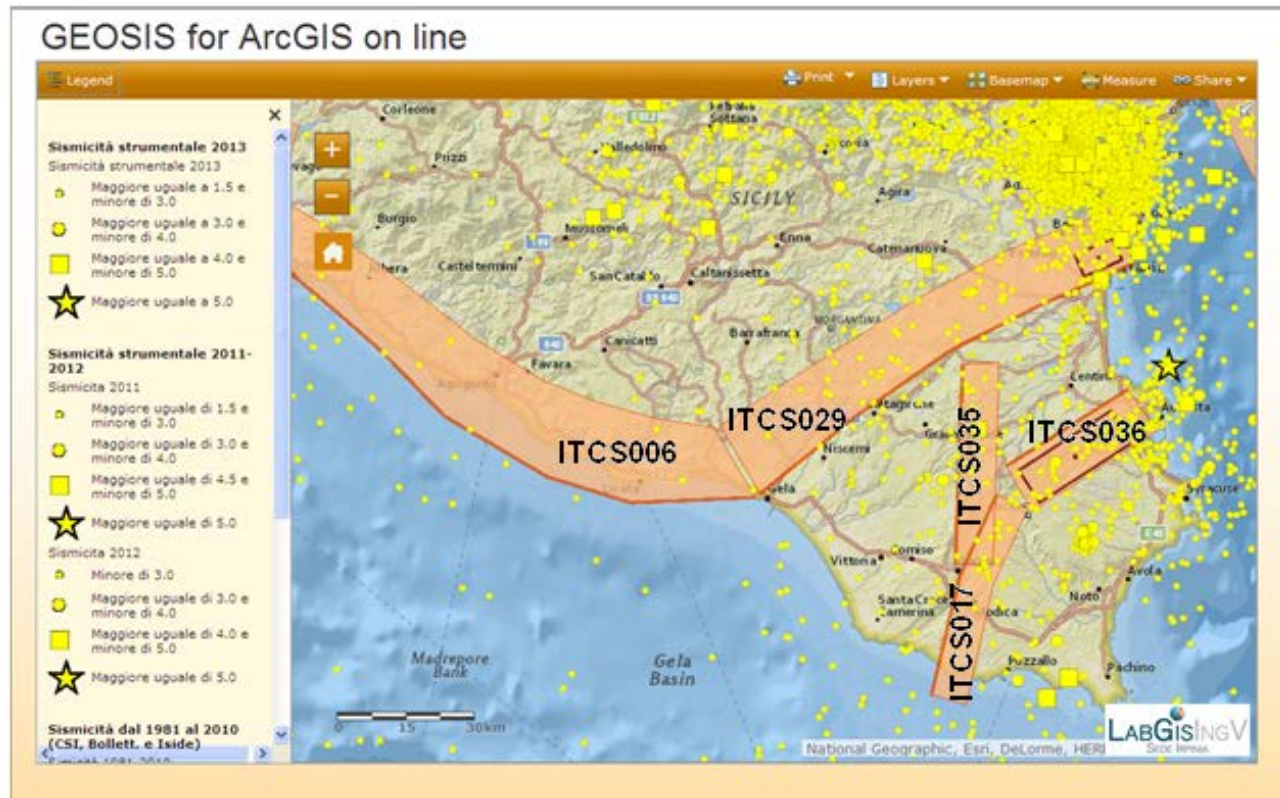 GEOSIS for ArcGIS on line
Legend
Print
Layers
Basemap
Measure
Share
Sismicità strumentale 2013
Sismicità strumentale 2013
Maggiore uguale a 1.5 e
minore di 3.0
Maggiore uguale a 3.0 e
minore di 4.0
Maggiore uguale a 4.0 e
minore di 5.0
Maggiore uguale a 5.0
Sismicità strumentale 2011-
2012
Sismicita 2011
Maggiore uguale di 1.5 e
minore di 3.0
Maggiore uguale di 3.0 e
minore di 4.0
Maggiore uguale di 4.5 e
minore di 5.0
Maggiore uguale di 5.0
Sismicita 2012
Minore di 3.0
Maggiore uguale di 3.0 e
minore di 4.0
Maggiore uguale di 4.0 e
minore di 5.0
Maggiore uguale di 5.0
Sismicità dal 1981 al 2010
(CSI, Bollett. e Iside)
Corleone
Prizzi
Burgio
Sottana
Mussomeli
Casteltermini
San Cataldo
Caltanissetta
SICILY
Enna
Agira
Catenanuova
Canicatti
Favara
Barrafranca
MORGANTINA
Niscemi
Vittoria
Comiso
Santa Croce
Camerina
Pozzallo
Pachino
Noto
Avola
Syracuse
ITCS006
ITCS029
ITCS035
ITCS036
ITCS017
Madrepore
Bank
Gela
Basin
0 15 30km
National Geographic, Esri, DeLorme, HERE
LABGISINGV
SEDE IRPINIA